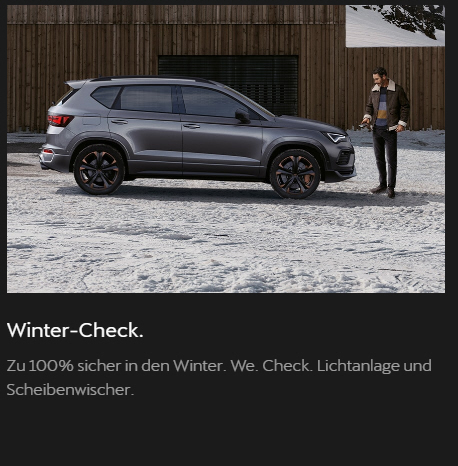 Winter-Check.
Zu 100% sicher in den Winter. We. Check. Lichtanlage und
Scheibenwischer.